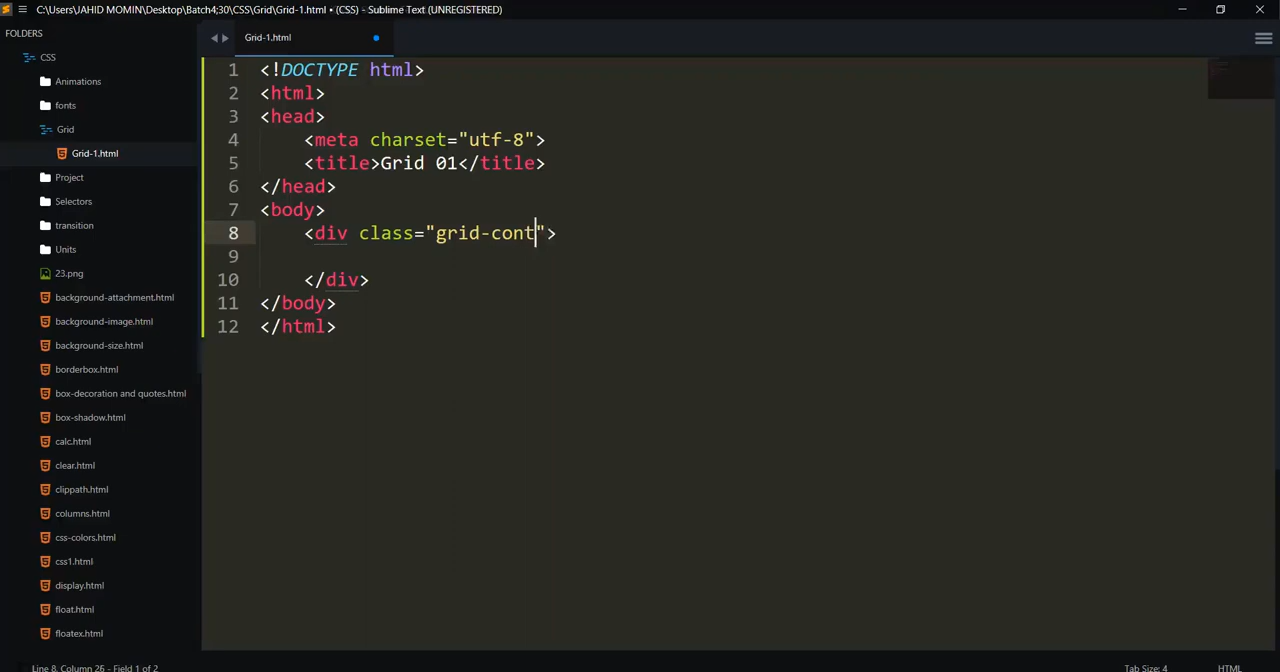 C:\Users\JAHID MOMIN\Desktop\Batch4;30\CSS\Grid\Grid-1.html • (CSS) - Sublime Text (UNREGISTERED)
FOLDERS
CSS
Animations
fonts
Grid
Grid-1.html
Project
Selectors
transition
Units
23.png
background-attachment.html
background-image.html
background-size.html
borderbox.html
box-decoration and quotes.html
box-shadow.html
calc.html
clear.html
clippath.html
columns.html
css-colors.html
css1.html
display.html
float.html
floatex.html
Grid-1.html
1 <!DOCTYPE html>
2 <html>
3 <head>
4 <meta charset="utf-8">
5 <title>Grid 01</title>
6 </head>
7 <body>
8 <div class="grid-cont">
9
10 </div>
11 </body>
12 </html>
Line 8, Column 26 - Field 1 of 2
Tab Size: 4
HTML